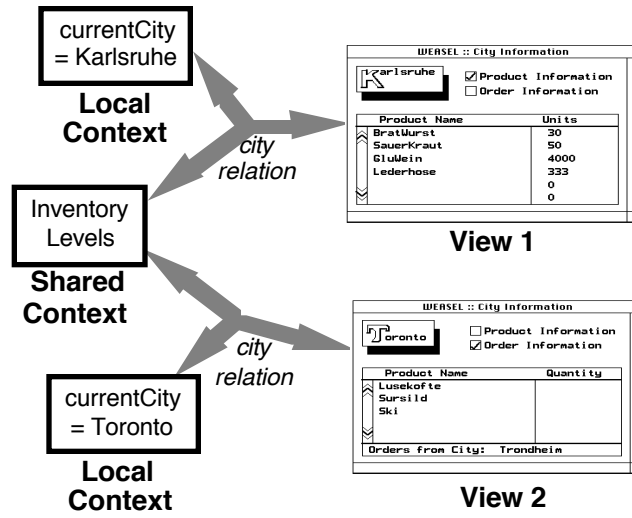 currentCity
= Karlsruhe
Local
Context
city
relation
Inventory
Levels
Shared
Context
city
relation
currentCity
= Toronto
Local
Context
WEASEL :: City Information
Karlsruhe
Product Information
Order Information
Product Name Units
BratWurst 30
SauerKraut 50
GluWein 4000
Lederhose 333
0
0
View 1
WEASEL :: City Information
Toronto
Product Information
Order Information
Product Name Quantity
Lusekofte
Sursild
Ski
Orders from City: Trondheim
View 2